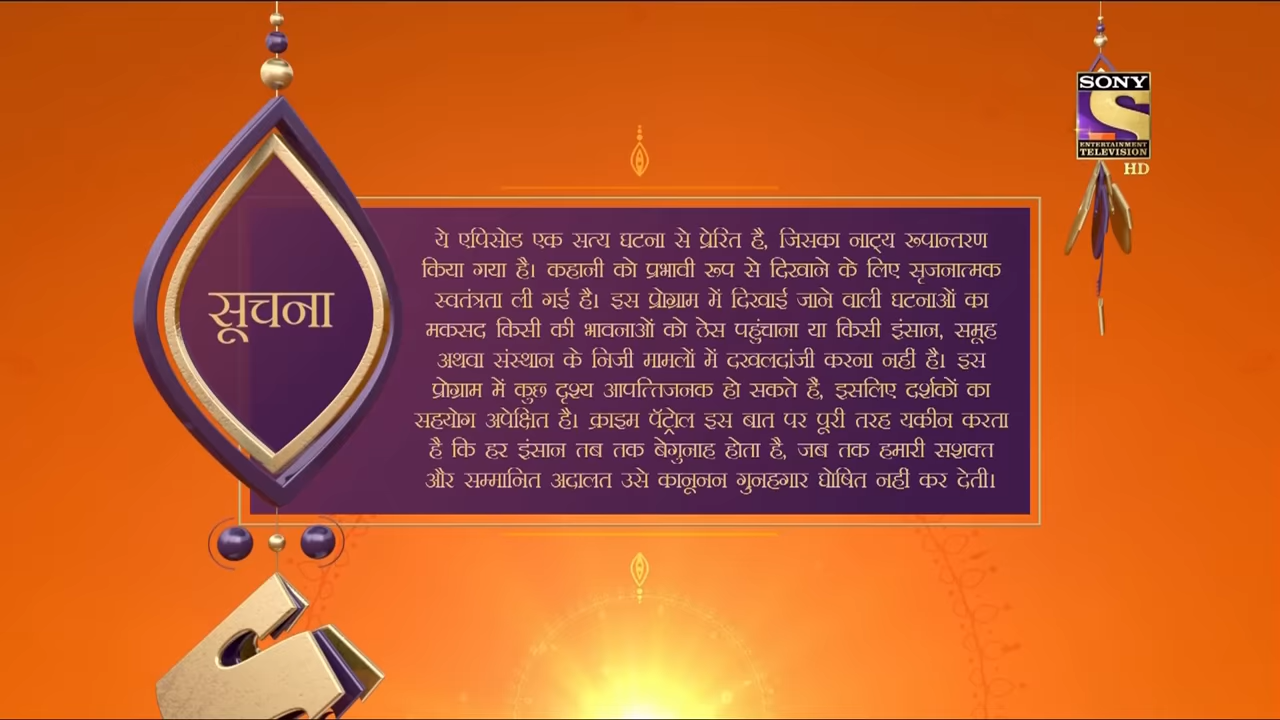 SONY
ENTERTAINMENT
TELEVISION
HD
सूचना
ये एपिसोड एक सत्य घटना से प्रेरित है, जिसका नाट्य रूपान्तरण
किया गया है। कहानी को प्रभावी रूप से दिखाने के लिए सृजनात्मक
स्वतंत्रता ली गई है। इस प्रोग्राम में दिखाई जाने वाली घटनाओं का
मकसद किसी की भावनाओं को ठेस पहुंचाना या किसी इंसान, समूह
अथवा संस्थान के निजी मामलों में दखलदांजी करना नहीं है। इस
प्रोग्राम में कुछ दृश्य आपत्तिजनक हो सकते हैं, इसलिए दर्शकों का
सहयोग अपेक्षित है। क्राइम पॅट्रोल इस बात पर पूरी तरह यकीन करता
है कि हर इंसान तब तक बेगुनाह होता है, जब तक हमारी सशक्त
और सम्मानित अदालत उसे कानूनन गुनहगार घोषित नहीं कर देती।